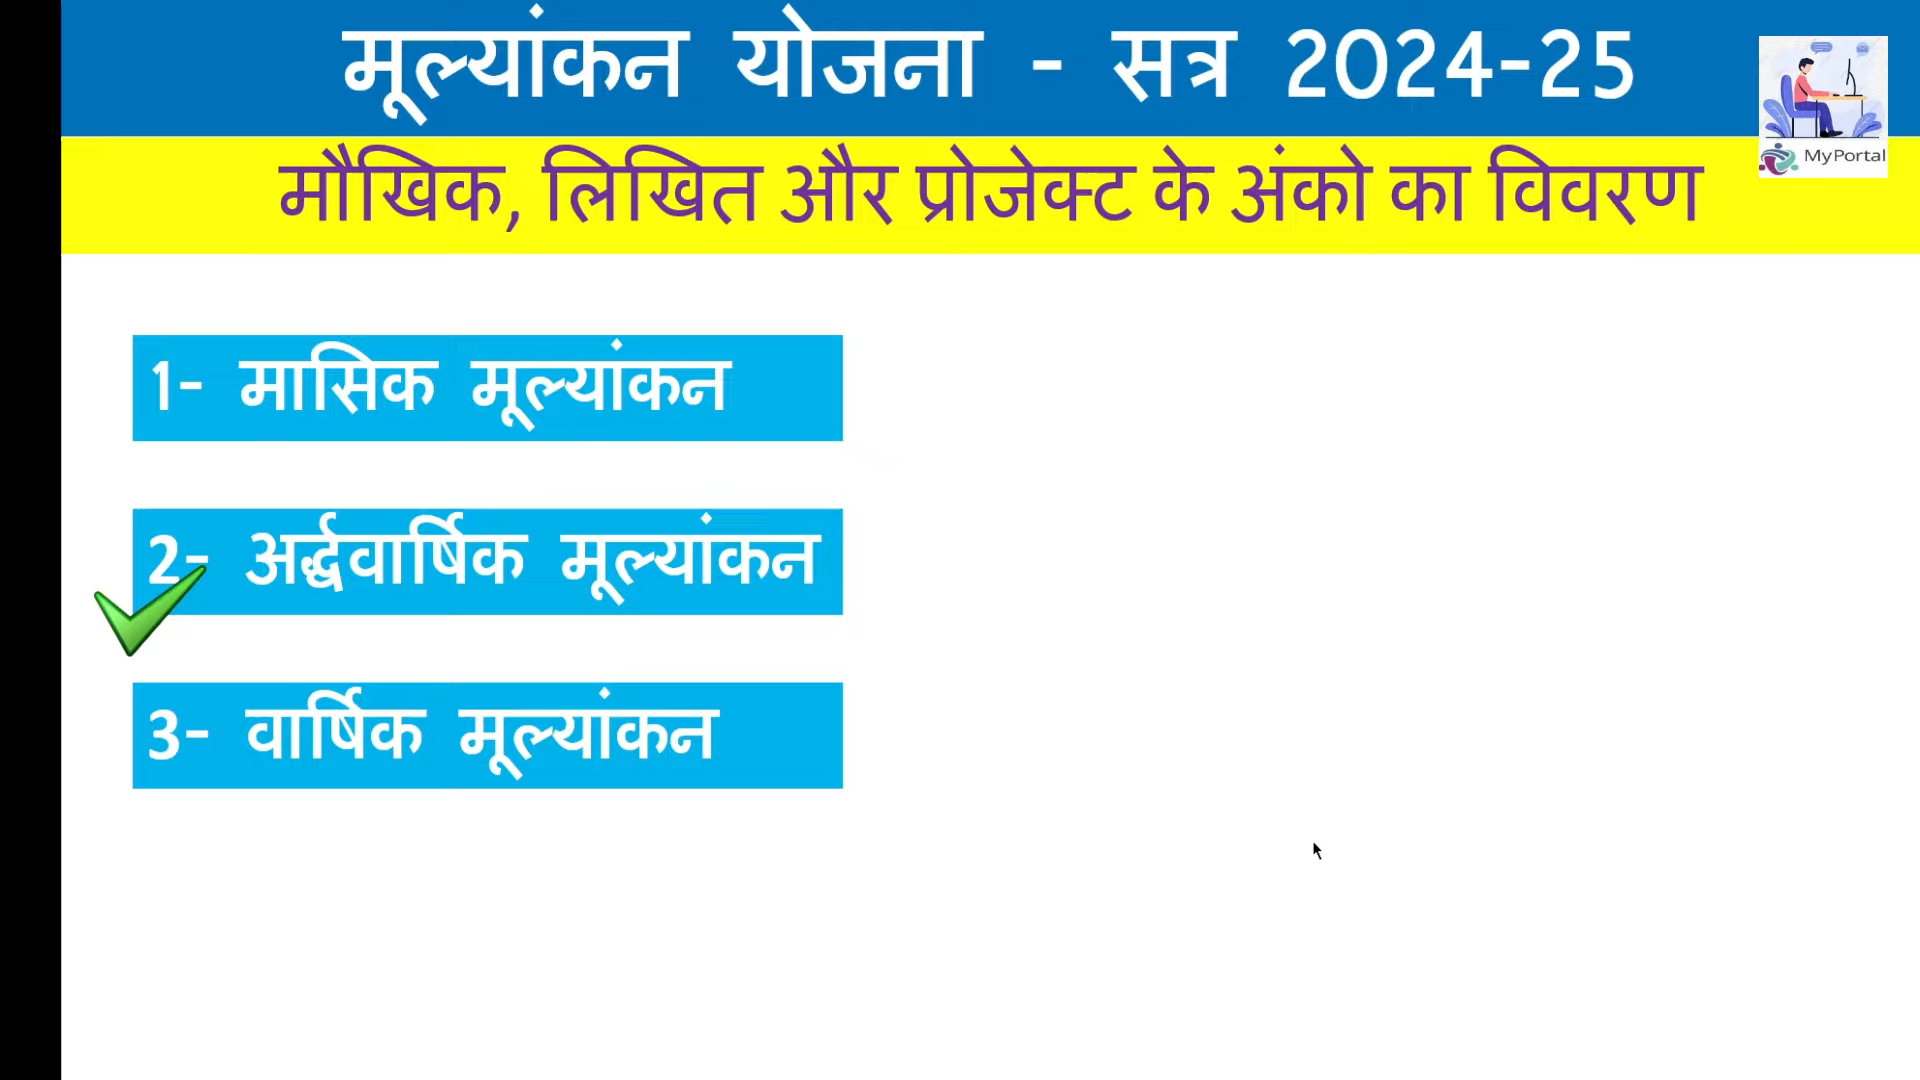 मूल्यांकन योजना - सत्र 2024-25
MyPortal
मौखिक, लिखित और प्रोजेक्ट के अंको का विवरण
1- मासिक मूल्यांकन
2- अर्द्धवार्षिक मूल्यांकन
3- वार्षिक मूल्यांकन